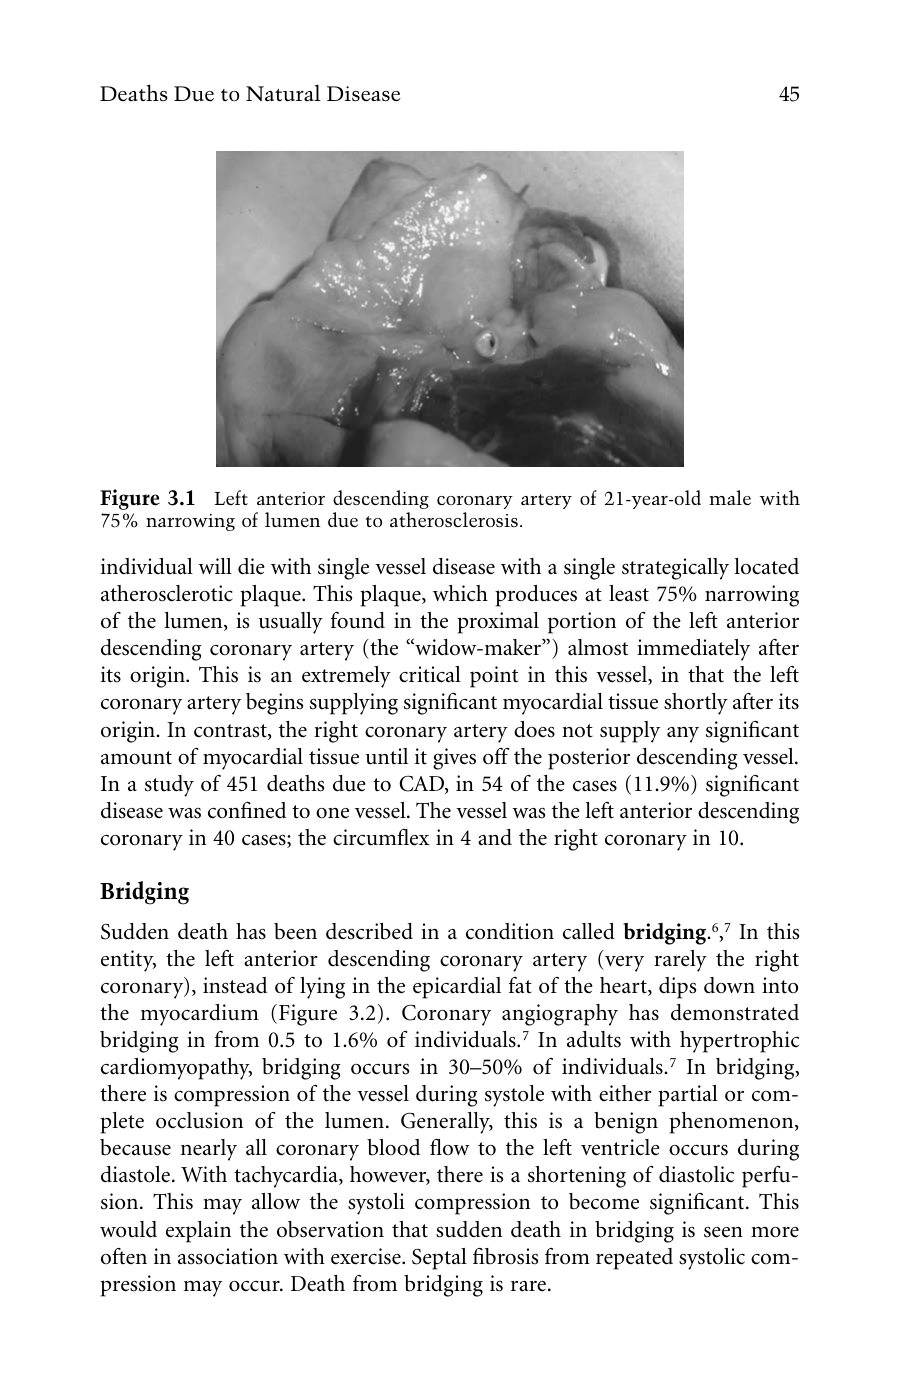 Deaths Due to Natural Disease 45
Figure 3.1 Left anterior descending coronary artery of 21-year-old male with
75% narrowing of lumen due to atherosclerosis.
individual will die with single vessel disease with a single strategically located
atherosclerotic plaque. This plaque, which produces at least 75% narrowing
of the lumen, is usually found in the proximal portion of the left anterior
descending coronary artery (the “widow-maker”) almost immediately after
its origin. This is an extremely critical point in this vessel, in that the left
coronary artery begins supplying significant myocardial tissue shortly after its
origin. In contrast, the right coronary artery does not supply any significant
amount of myocardial tissue until it gives off the posterior descending vessel.
In a study of 451 deaths due to CAD, in 54 of the cases (11.9%) significant
disease was confined to one vessel. The vessel was the left anterior descending
coronary in 40 cases; the circumflex in 4 and the right coronary in 10.
Bridging
Sudden death has been described in a condition called bridging.⁶,⁷ In this
entity, the left anterior descending coronary artery (very rarely the right
coronary), instead of lying in the epicardial fat of the heart, dips down into
the myocardium (Figure 3.2). Coronary angiography has demonstrated
bridging in from 0.5 to 1.6% of individuals.⁷ In adults with hypertrophic
cardiomyopathy, bridging occurs in 30–50% of individuals.⁷ In bridging,
there is compression of the vessel during systole with either partial or com-
plete occlusion of the lumen. Generally, this is a benign phenomenon,
because nearly all coronary blood flow to the left ventricle occurs during
diastole. With tachycardia, however, there is a shortening of diastolic perfu-
sion. This may allow the systoli compression to become significant. This
would explain the observation that sudden death in bridging is seen more
often in association with exercise. Septal fibrosis from repeated systolic com-
pression may occur. Death from bridging is rare.